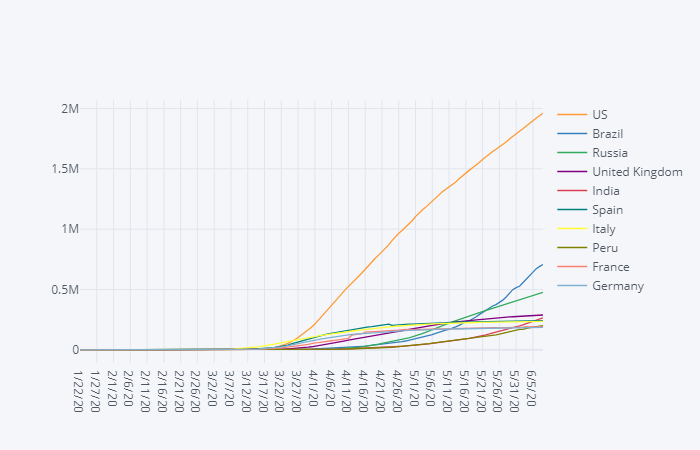 2M
1.5M
1M
0.5M
0
1/22/20
1/27/20
2/1/20
2/6/20
2/11/20
2/16/20
2/21/20
2/26/20
3/2/20
3/7/20
3/12/20
3/17/20
3/22/20
3/27/20
4/1/20
4/6/20
4/11/20
4/16/20
4/21/20
4/26/20
5/1/20
5/6/20
5/11/20
5/16/20
5/21/20
5/26/20
5/31/20
6/5/20
US
Brazil
Russia
United Kingdom
India
Spain
Italy
Peru
France
Germany